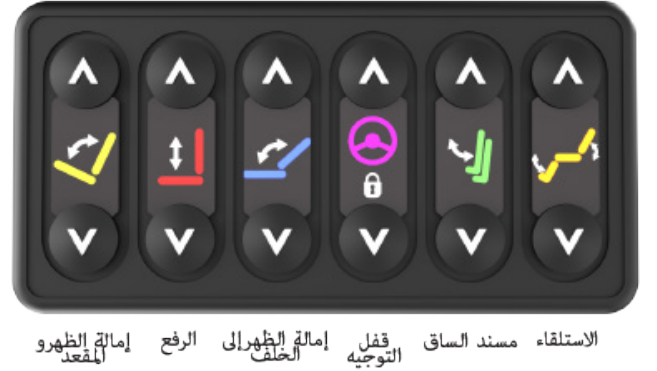 الاستلقاء
مسند الساق
قفل
التوجيه
إمالة الظهرإلى
الخلف
الرفع
إمالة الظهرو
المقعد